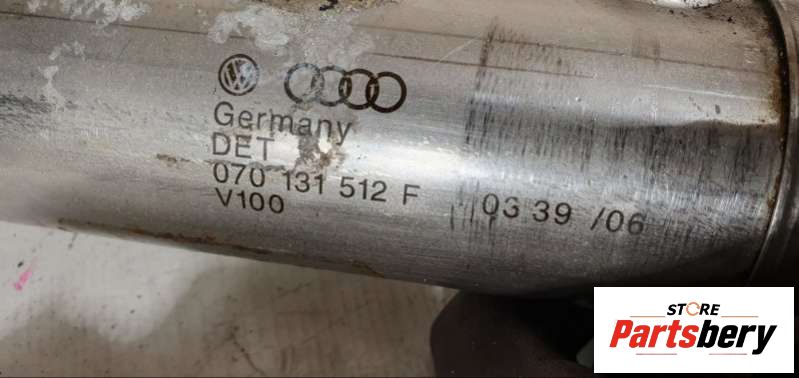 Germany
DET
070 131 512 F
V100
03 39 /06
STORE
Partsbery